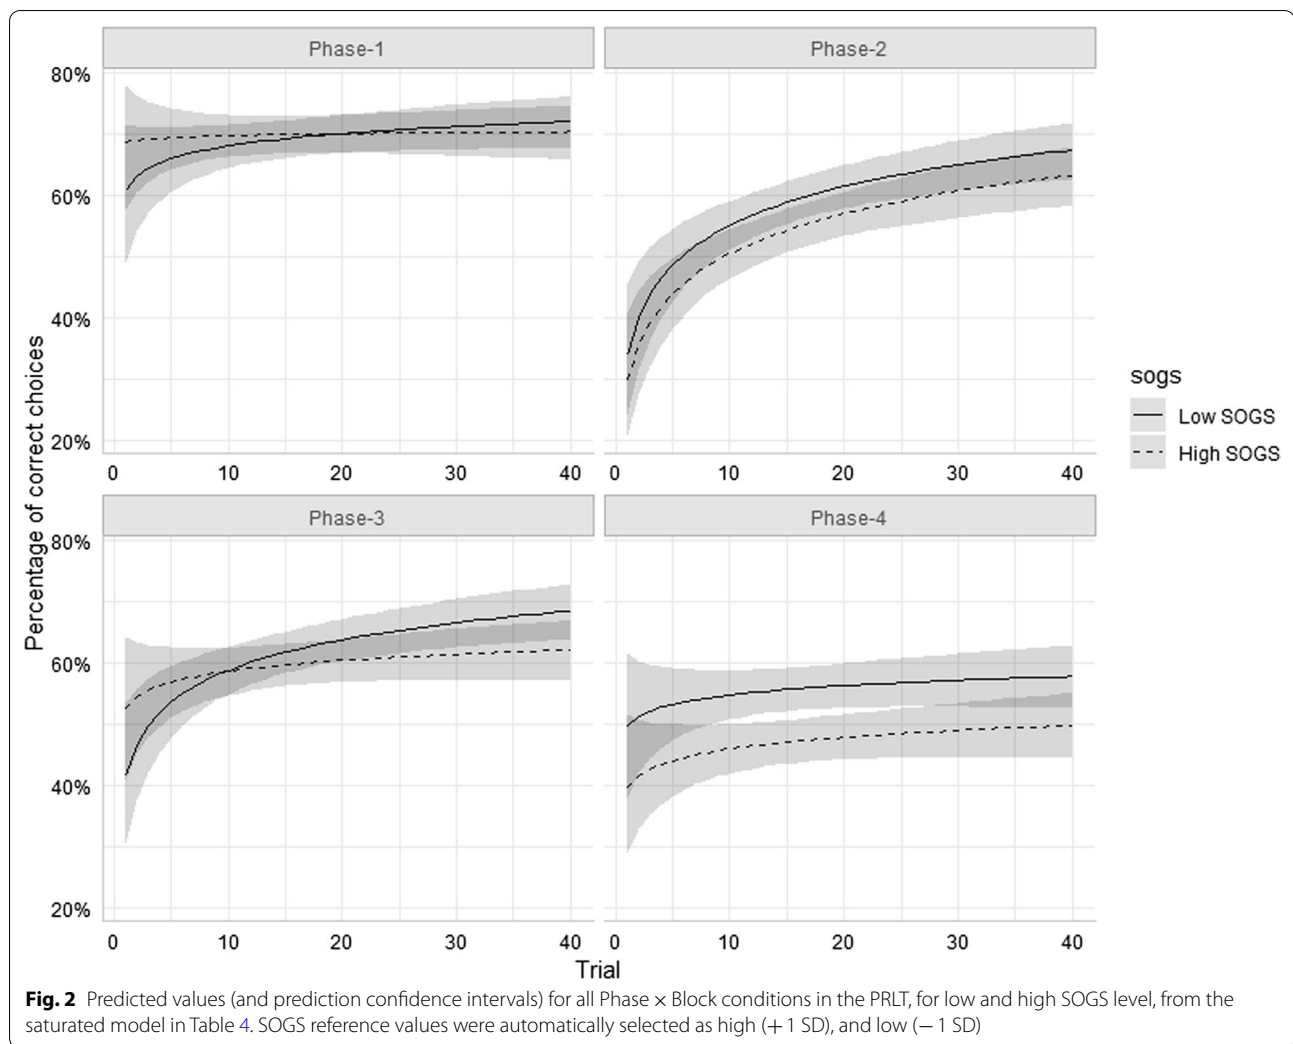 Phase-1 Phase-2
80%
60%
40%
20%
0 10 20 30 40 0 10 20 30 40
Phase-3 Phase-4
80%
60%
40%
20%
0 10 20 30 40 0 10 20 30 40
Percentage of correct choices
Trial
sogs
Low SOGS
High SOGS
Fig. 2 Predicted values (and prediction confidence intervals) for all Phase × Block conditions in the PRLT, for low and high SOGS level, from the
saturated model in Table 4. SOGS reference values were automatically selected as high (+ 1 SD), and low (− 1 SD)